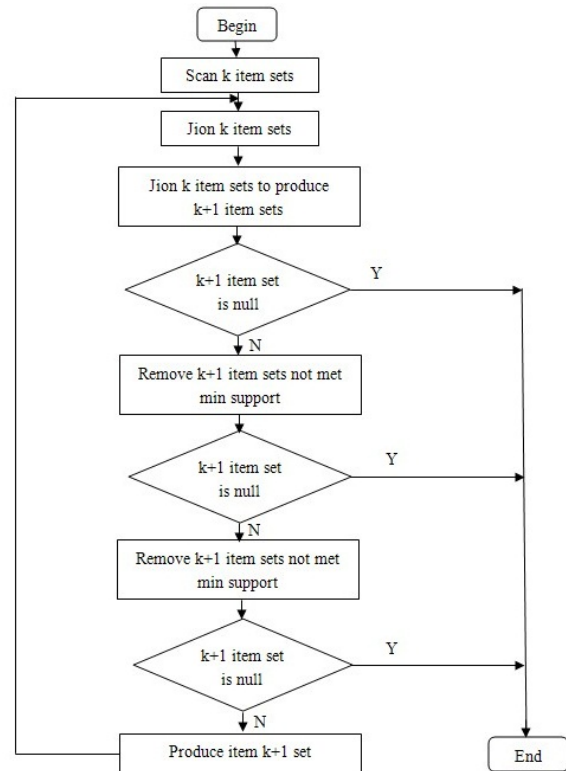 Begin
Scan k item sets
Jion k item sets
Jion k item sets to produce
k+1 item sets
k+1 item set
is null
Y
N
Remove k+1 item sets not met
min support
k+1 item set
is null
Y
N
Remove k+1 item sets not met
min support
k+1 item set
is null
Y
N
Produce item k+1 set
End